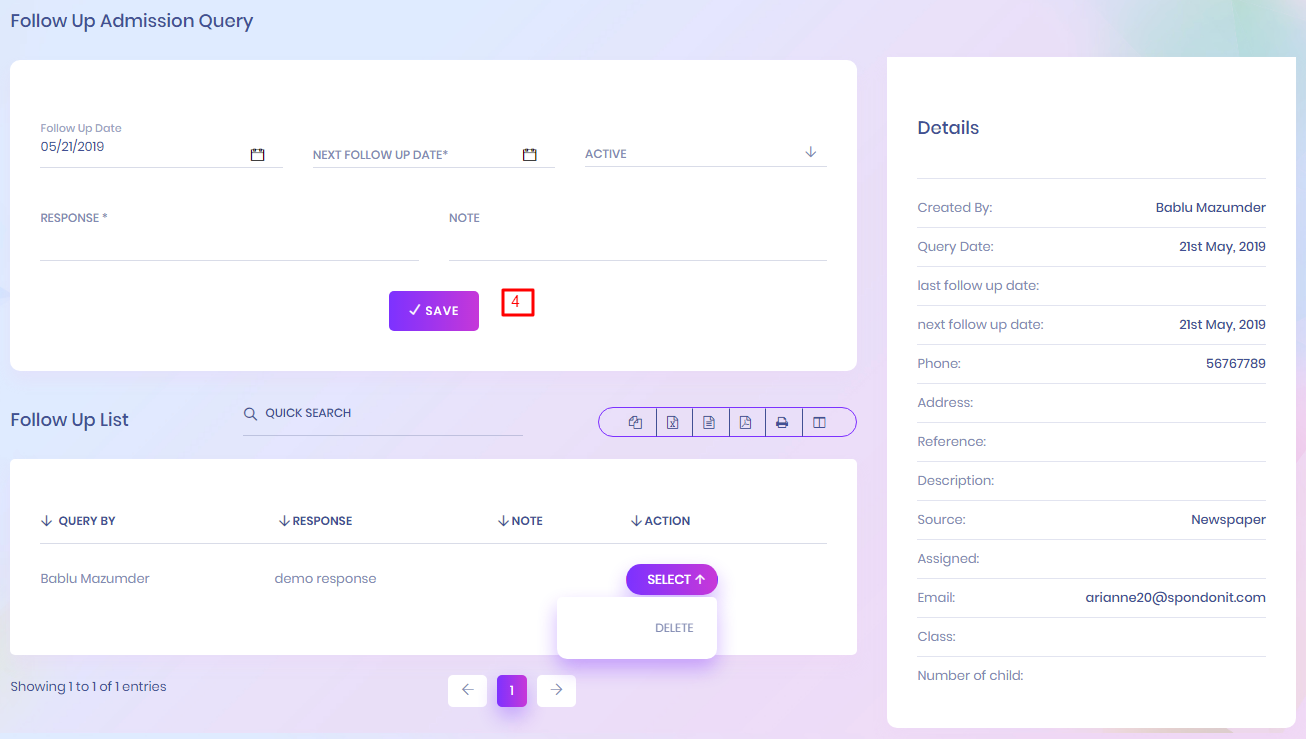 Follow Up Admission Query
Follow Up Date
05/21/2019
NEXT FOLLOW UP DATE*
ACTIVE
RESPONSE *
NOTE
SAVE
4
Follow Up List
QUICK SEARCH
QUERY BY RESPONSE NOTE ACTION
Bablu Mazumder demo response SELECT
DELETE
Showing 1 to 1 of 1 entries
1
Details
Created By: Bablu Mazumder
Query Date: 21st May, 2019
last follow up date:
next follow up date: 21st May, 2019
Phone: 56767789
Address:
Reference:
Description:
Source: Newspaper
Assigned:
Email: arianne20@spondonit.com
Class:
Number of child: